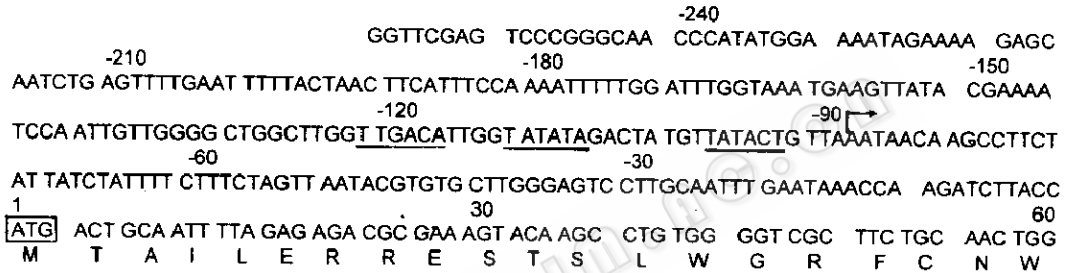 -240
GGTTCGAG TCCCGGGCAA CCCATATGGA AAATAGAAAA GAGC
-210 -180 -150
AATCTG AGTTTTGAAT TTTTACTAAC TTCATTTCCA AAATTTTTGG ATTTGGTAAA TGAAGTTATA CGAAAA
-120 -90
TCCA ATTGTTGGGG CTGGCTTGGT TGACATTGGT ATATAGACTA TGTTATACTG TTAAATAACA AGCCTTCT
-60 -30
AT TATCTATTTT CTTTCTAGTT AATACGTGTG CTTGGGAGTC CTTGCAATTT GAATAAACCA AGATCTTACC
1 30 60
ATG ACT GCA ATT TTA GAG AGA CGC GAA AGT ACA AGC CTG TGG GGT CGC TTC TGC AAC TGG
M T A I L E R R E S T S L W G R F C N W